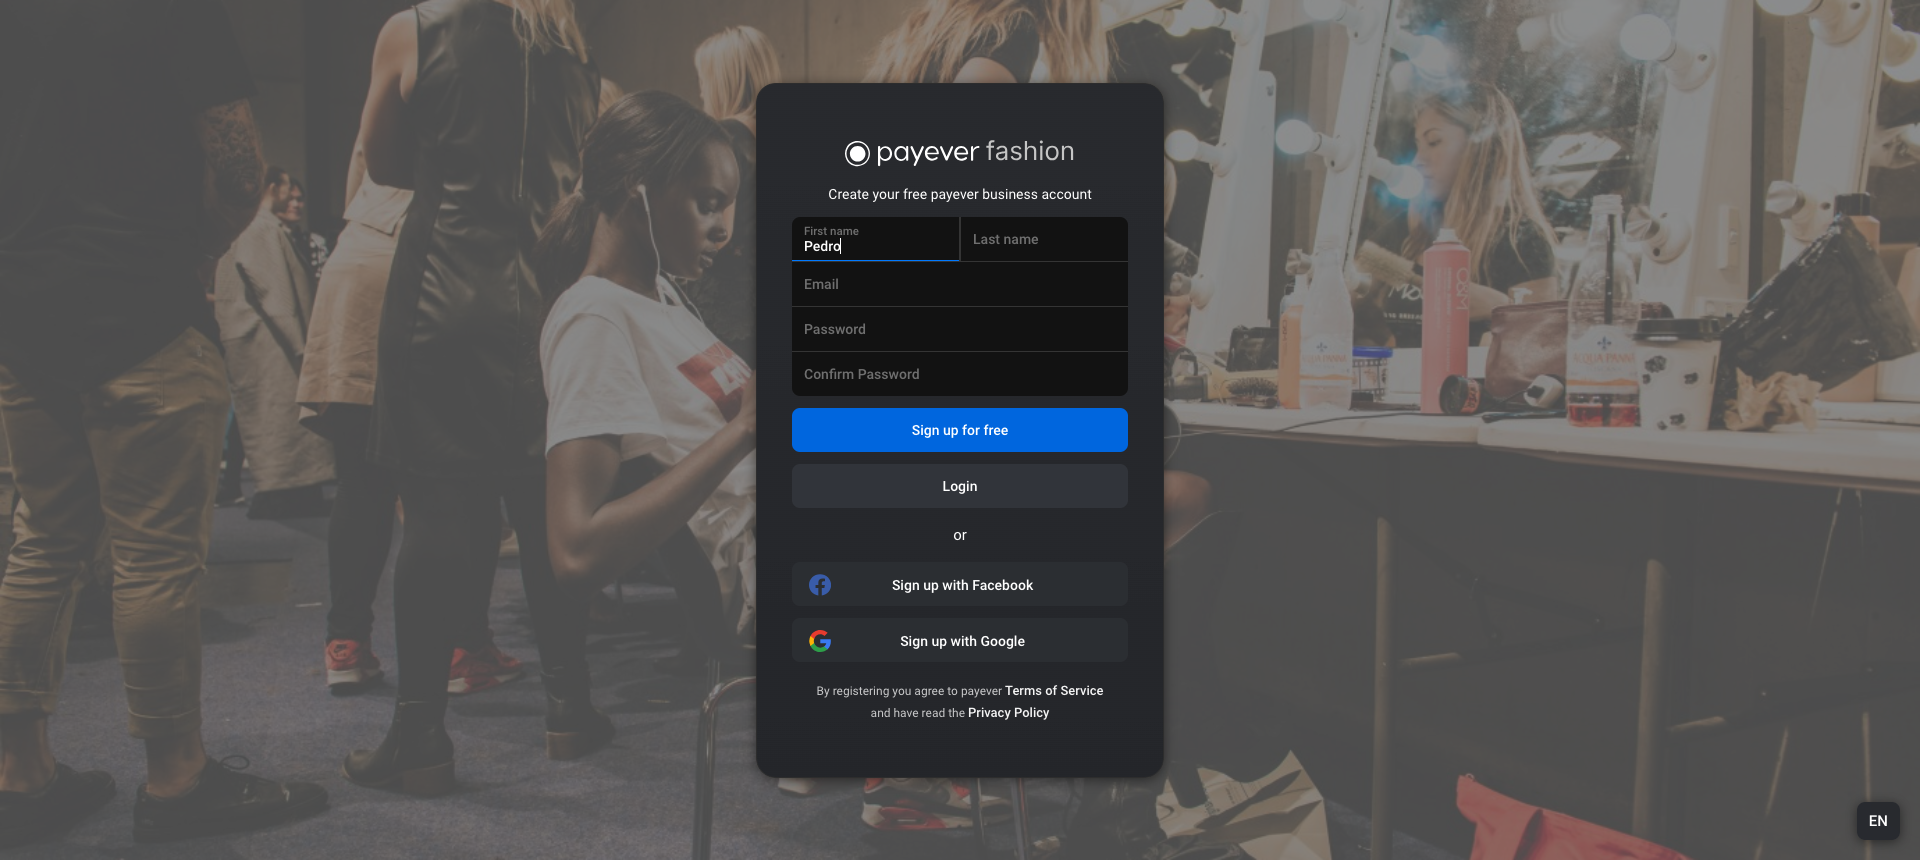 payever fashion
Create your free payever business account
First name
Pedro
Last name
Email
Password
Confirm Password
Sign up for free
Login
or
Sign up with Facebook
Sign up with Google
By registering you agree to payever Terms of Service
and have read the Privacy Policy
ACQUA PANNA
EN